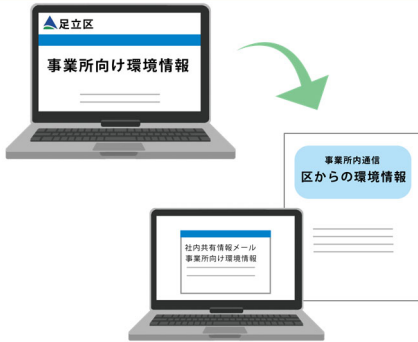 足立区
事業所向け環境情報
事業所内通信
区からの環境情報
社内共有情報メール
事業所向け環境情報